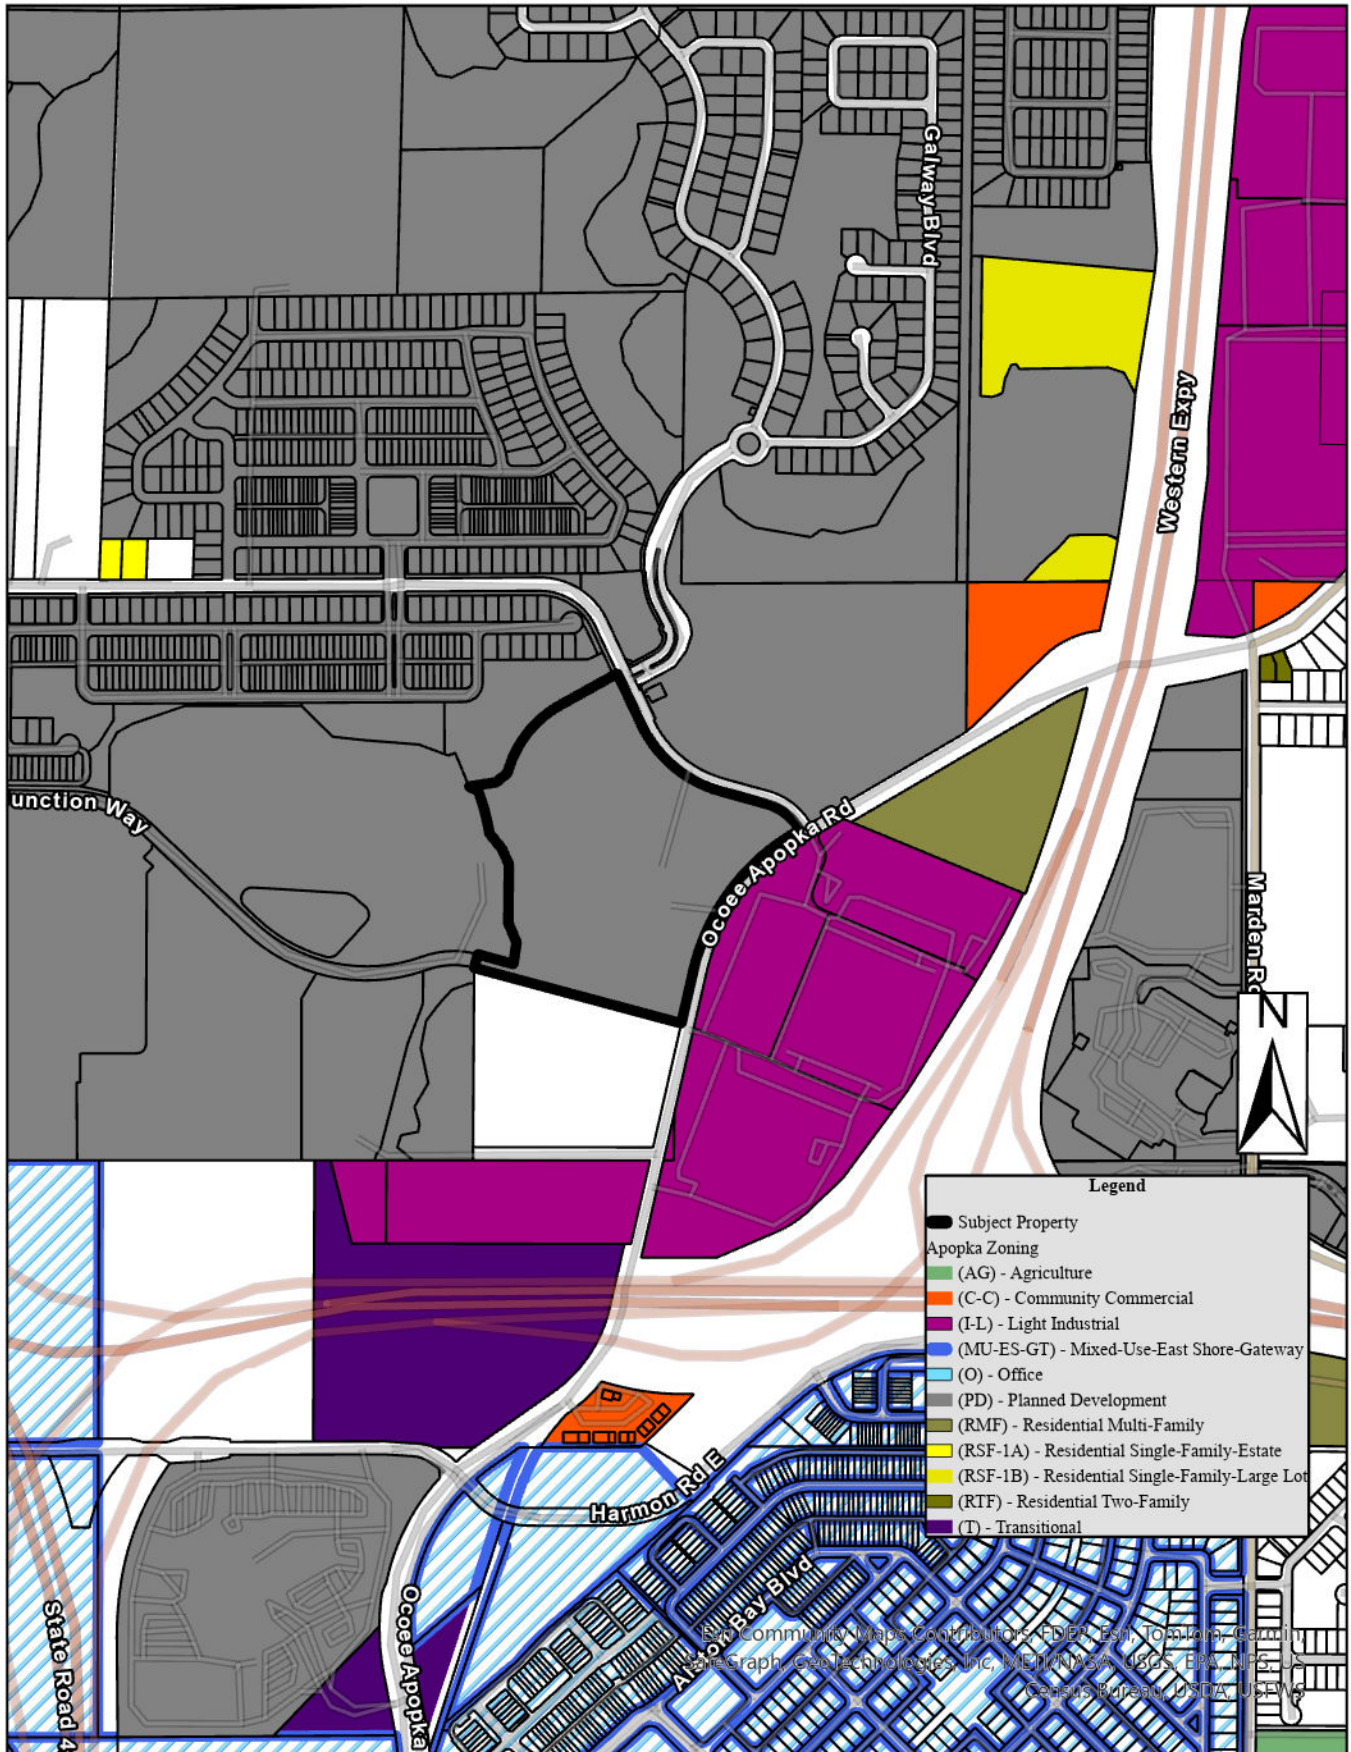 Galway Blvd
Western Expy
unction Way
Ocoee Apopka Rd
Marden Rd
N
Legend
Subject Property
Apopka Zoning
(AG) - Agriculture
(C-C) - Community Commercial
(I-L) - Light Industrial
(MU-ES-GT) - Mixed-Use-East Shore-Gateway
(O) - Office
(PD) - Planned Development
(RMF) - Residential Multi-Family
(RSF-1A) - Residential Single-Family-Estate
(RSF-1B) - Residential Single-Family-Large Lot
(RTF) - Residential Two-Family
(T) - Transitional
Harmon Rd E
State Road 4
Ocoee Apopka
Bay Blvd
Esri Community Maps Contributors, FDEP, Esri, TomTom, Garmin,
SafeGraph, GeoTechnologies, Inc, METI/NASA, USGS, EPA, NPS, US
Census Bureau, USDA, USFWS